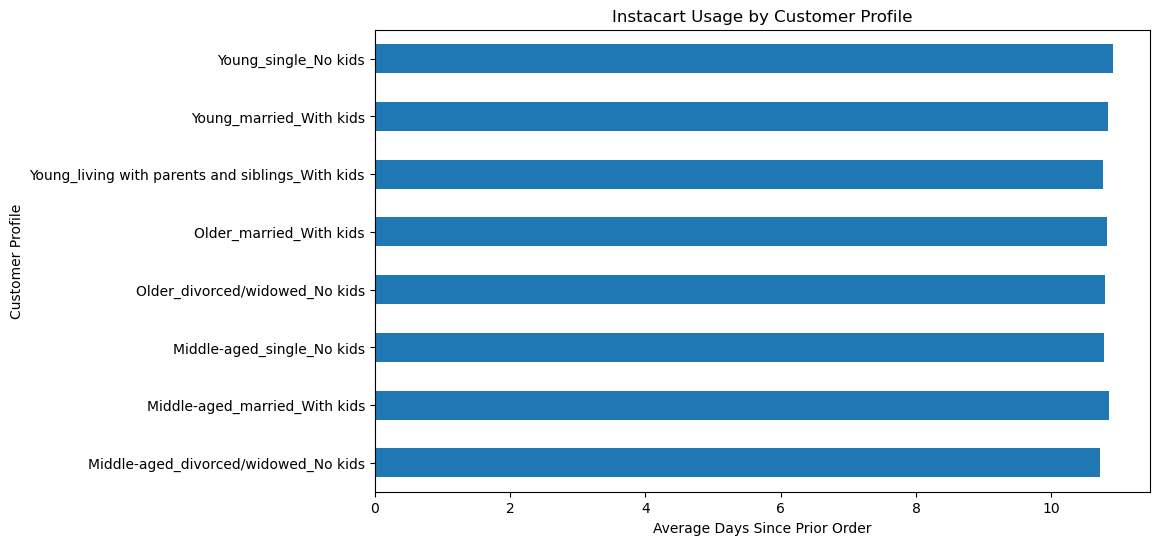 Instacart Usage by Customer Profile
Young_single_No kids
Young_married_With kids
Young_living with parents and siblings_With kids
Older_married_With kids
Older_divorced/widowed_No kids
Middle-aged_single_No kids
Middle-aged_married_With kids
Middle-aged_divorced/widowed_No kids
Customer Profile
0 2 4 6 8 10
Average Days Since Prior Order